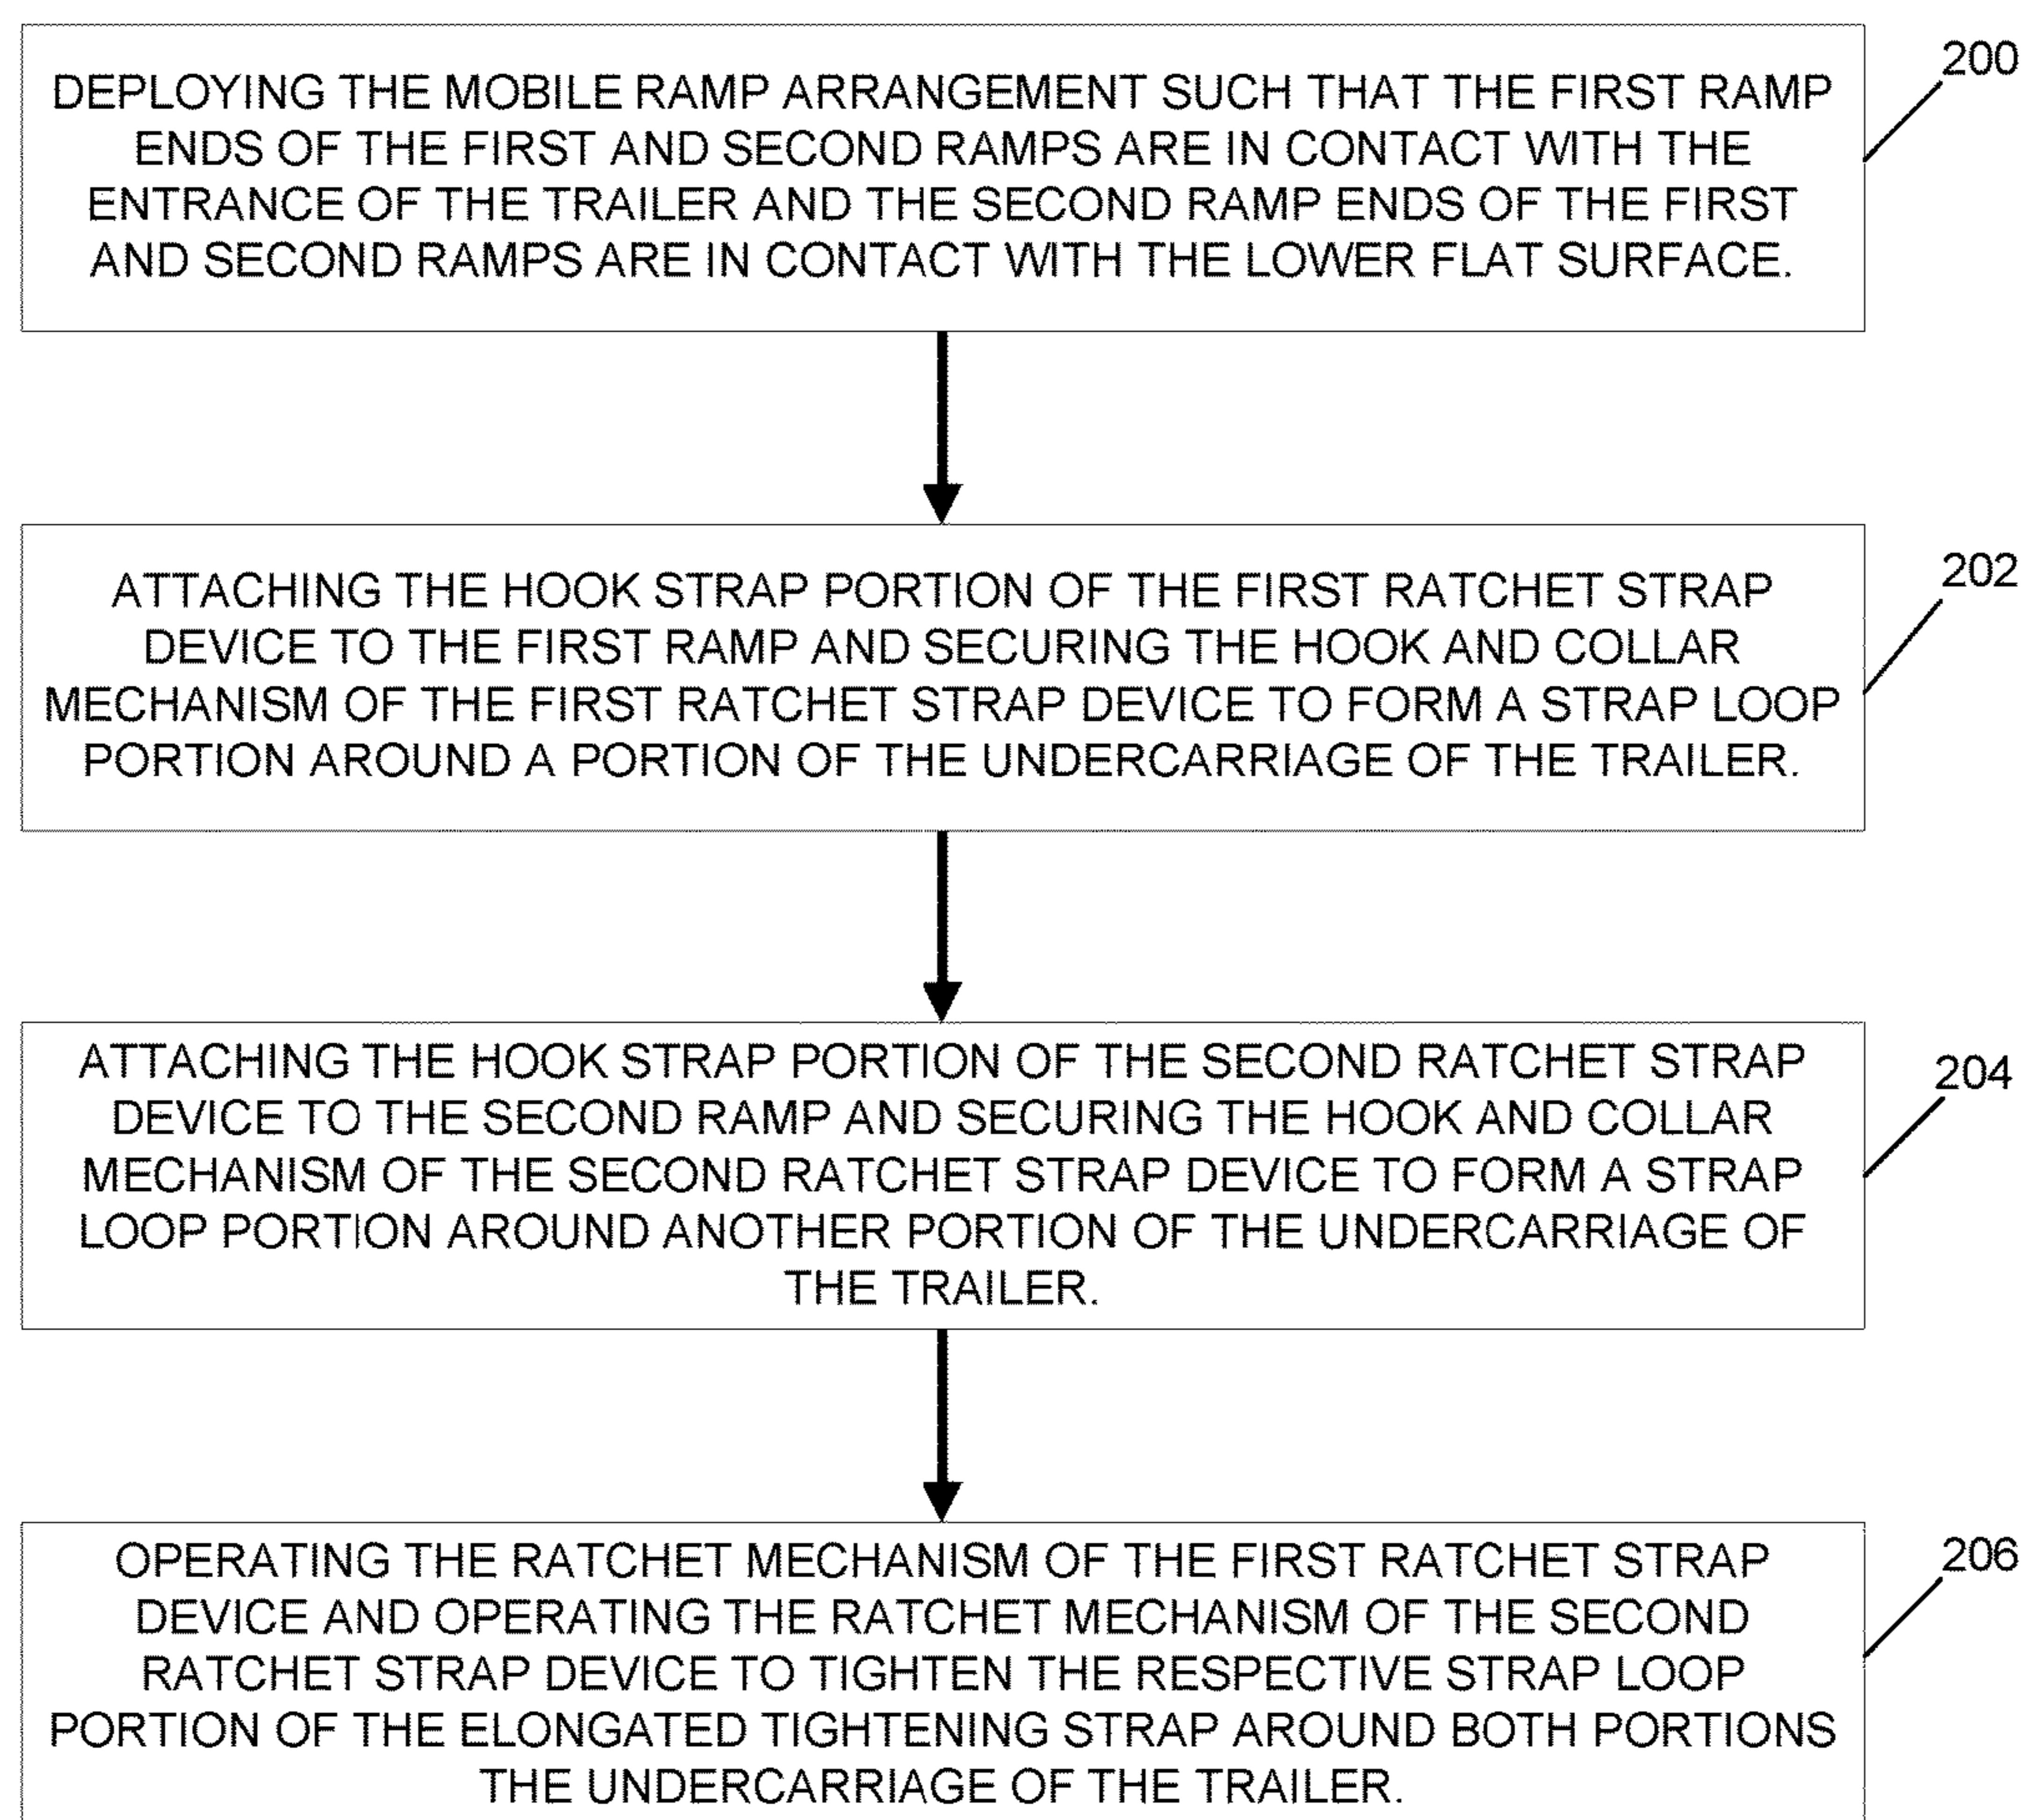 200
DEPLOYING THE MOBILE RAMP ARRANGEMENT SUCH THAT THE FIRST RAMP
ENDS OF THE FIRST AND SECOND RAMPS ARE IN CONTACT WITH THE
ENTRANCE OF THE TRAILER AND THE SECOND RAMP ENDS OF THE FIRST
AND SECOND RAMPS ARE IN CONTACT WITH THE LOWER FLAT SURFACE.
202
ATTACHING THE HOOK STRAP PORTION OF THE FIRST RATCHET STRAP
DEVICE TO THE FIRST RAMP AND SECURING THE HOOK AND COLLAR
MECHANISM OF THE FIRST RATCHET STRAP DEVICE TO FORM A STRAP LOOP
PORTION AROUND A PORTION OF THE UNDERCARRIAGE OF THE TRAILER.
204
ATTACHING THE HOOK STRAP PORTION OF THE SECOND RATCHET STRAP
DEVICE TO THE SECOND RAMP AND SECURING THE HOOK AND COLLAR
MECHANISM OF THE SECOND RATCHET STRAP DEVICE TO FORM A STRAP
LOOP PORTION AROUND ANOTHER PORTION OF THE UNDERCARRIAGE OF
THE TRAILER.
206
OPERATING THE RATCHET MECHANISM OF THE FIRST RATCHET STRAP
DEVICE AND OPERATING THE RATCHET MECHANISM OF THE SECOND
RATCHET STRAP DEVICE TO TIGHTEN THE RESPECTIVE STRAP LOOP
PORTION OF THE ELONGATED TIGHTENING STRAP AROUND BOTH PORTIONS
THE UNDERCARRIAGE OF THE TRAILER.